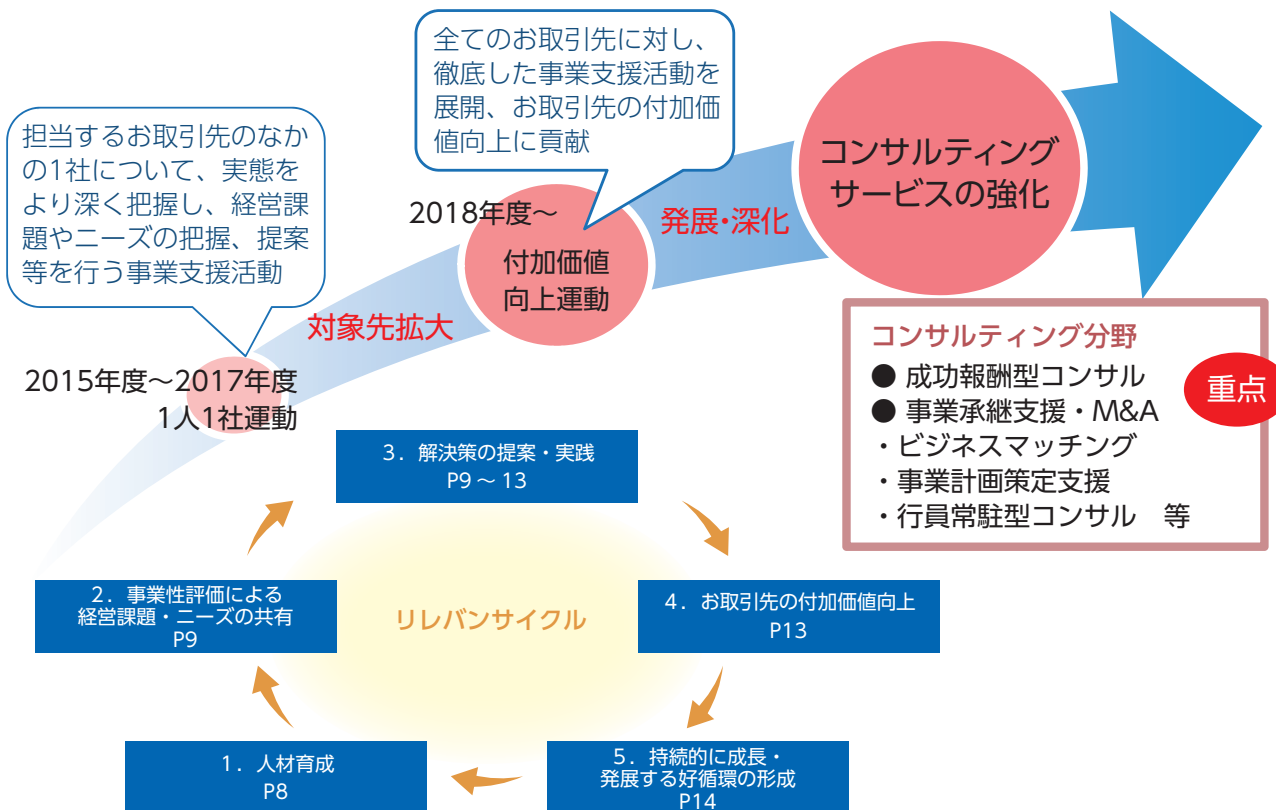 全てのお取引先に対し、
徹底した事業支援活動を
展開、お取引先の付加価
値向上に貢献
担当するお取引先のなか
の1社について、実態を
より深く把握し、経営課
題やニーズの把握、提案
等を行う事業支援活動
コンサルティング
サービスの強化
2018年度～
発展・深化
付加価値
向上運動
対象先拡大
2015年度～2017年度
1人1社運動
コンサルティング分野
● 成功報酬型コンサル
● 事業承継支援・M&A
・ビジネスマッチング
・事業計画策定支援
・行員常駐型コンサル　等
重点
3．解決策の提案・実践
P9～13
2．事業性評価による
経営課題・ニーズの共有
P9
リレバンサイクル
4．お取引先の付加価値向上
P13
1．人材育成
P8
5．持続的に成長・
発展する好循環の形成
P14